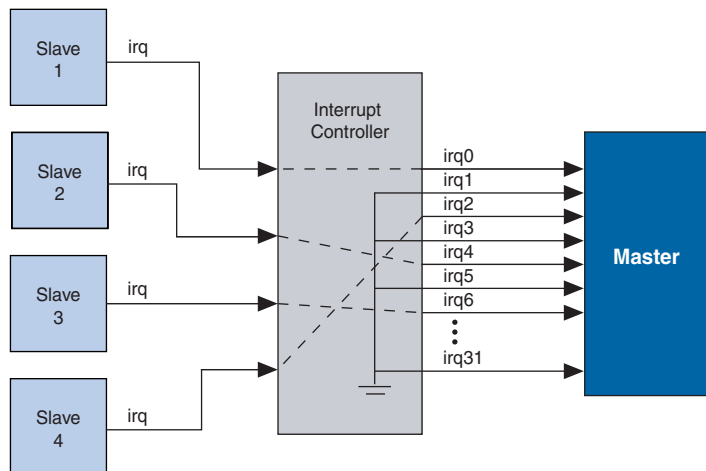 Slave
1
irq
Slave
2
irq
Slave
3
irq
Slave
4
irq
Interrupt
Controller
irq0
irq1
irq2
irq3
irq4
irq5
irq6
irq31
Master